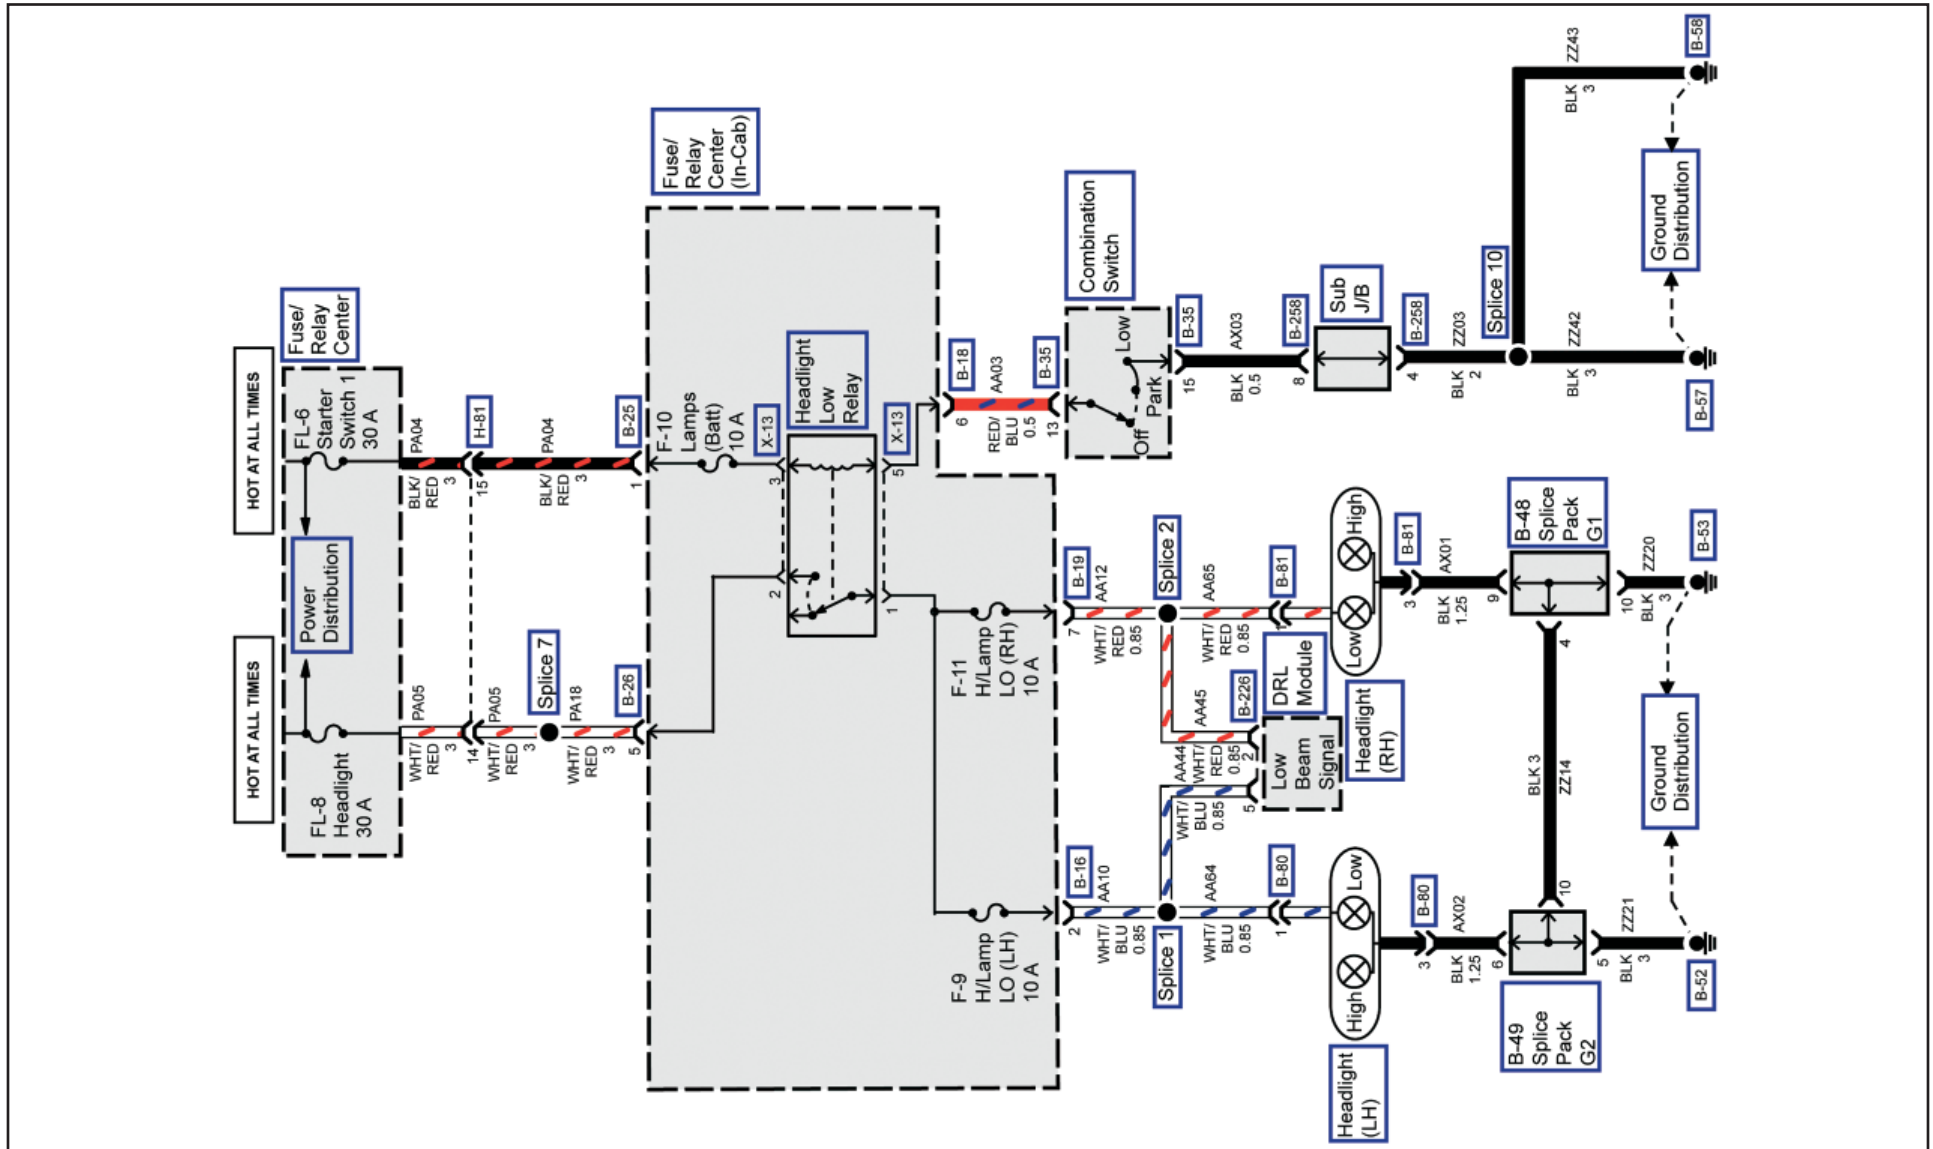 HOT AT ALL TIMES
HOT AT ALL TIMES
Fuse/
Relay
Center
FL-8
Headlight
30 A
Power
Distribution
FL-6
Starter
Switch 1
30 A
WHT/
RED
3
PA05
BLK/
RED
3
PA04
14
15
H-81
WHT/
RED
3
PA05
Splice 7
WHT/
RED
3
PA18
BLK/
RED
3
PA04
5
B-26
1
B-25
Fuse/
Relay
Center
(In-Cab)
F-10
Lamps
(Batt)
10 A
X-13
2
3
Headlight
Low
Relay
1
5
X-13
F-9
H/Lamp
LO (LH)
10 A
F-11
H/Lamp
LO (RH)
10 A
6
B-18
RED/
BLU
0.5
AA03
13
B-35
Combination
Switch
Off
Park
Low
15
B-35
BLK
0.5
AX03
8
B-258
Sub
J/B
4
B-258
BLK
2
ZZ03
Splice 10
BLK
3
ZZ42
BLK
3
ZZ43
B-57
B-58
Ground
Distribution
2
B-16
WHT/
BLU
0.85
AA10
7
B-19
WHT/
RED
0.85
AA12
Splice 1
Splice 2
WHT/
BLU
0.85
AA44
WHT/
RED
0.85
AA45
WHT/
BLU
0.85
AA64
WHT/
RED
0.85
AA65
5
2
B-226
DRL
Module
Low
Beam
Signal
1
B-80
1
B-81
High
Low
Low
High
Headlight
(LH)
Headlight
(RH)
3
B-80
3
B-81
BLK
1.25
AX02
BLK
1.25
AX01
6
9
B-49
Splice
Pack
G2
B-48
Splice
Pack
G1
10
BLK 3
ZZ14
4
5
BLK
3
ZZ21
10
BLK
3
ZZ20
B-52
B-53
Ground
Distribution